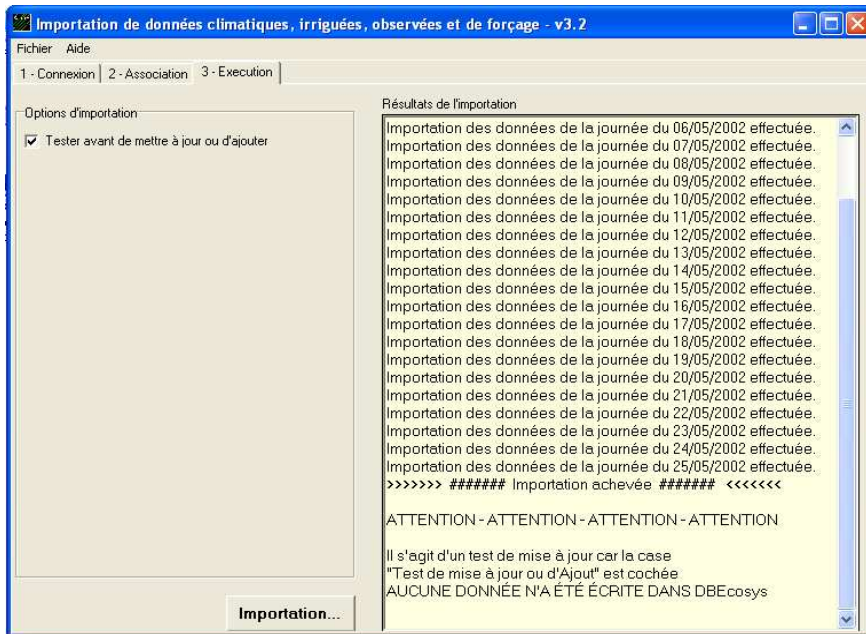 Importation de données climatiques, irriguées, observées et de forçage - v3.2
Fichier Aide
1 - Connexion 2 - Association 3 - Execution
Options d'importation
Tester avant de mettre à jour ou d'ajouter
Importation...
Résultats de l'importation
Importation des données de la journée du 06/05/2002 effectuée.
Importation des données de la journée du 07/05/2002 effectuée.
Importation des données de la journée du 08/05/2002 effectuée.
Importation des données de la journée du 09/05/2002 effectuée.
Importation des données de la journée du 10/05/2002 effectuée.
Importation des données de la journée du 11/05/2002 effectuée.
Importation des données de la journée du 12/05/2002 effectuée.
Importation des données de la journée du 13/05/2002 effectuée.
Importation des données de la journée du 14/05/2002 effectuée.
Importation des données de la journée du 15/05/2002 effectuée.
Importation des données de la journée du 16/05/2002 effectuée.
Importation des données de la journée du 17/05/2002 effectuée.
Importation des données de la journée du 18/05/2002 effectuée.
Importation des données de la journée du 19/05/2002 effectuée.
Importation des données de la journée du 20/05/2002 effectuée.
Importation des données de la journée du 21/05/2002 effectuée.
Importation des données de la journée du 22/05/2002 effectuée.
Importation des données de la journée du 23/05/2002 effectuée.
Importation des données de la journée du 24/05/2002 effectuée.
Importation des données de la journée du 25/05/2002 effectuée.
>>>>>>> ####### Importation achevée ####### <<<<<<<
ATTENTION - ATTENTION - ATTENTION - ATTENTION
Il s'agit d'un test de mise à jour car la case
"Test de mise à jour ou d'Ajout" est cochée
AUCUNE DONNÉE N'A ÉTÉ ÉCRITE DANS DBEcosys